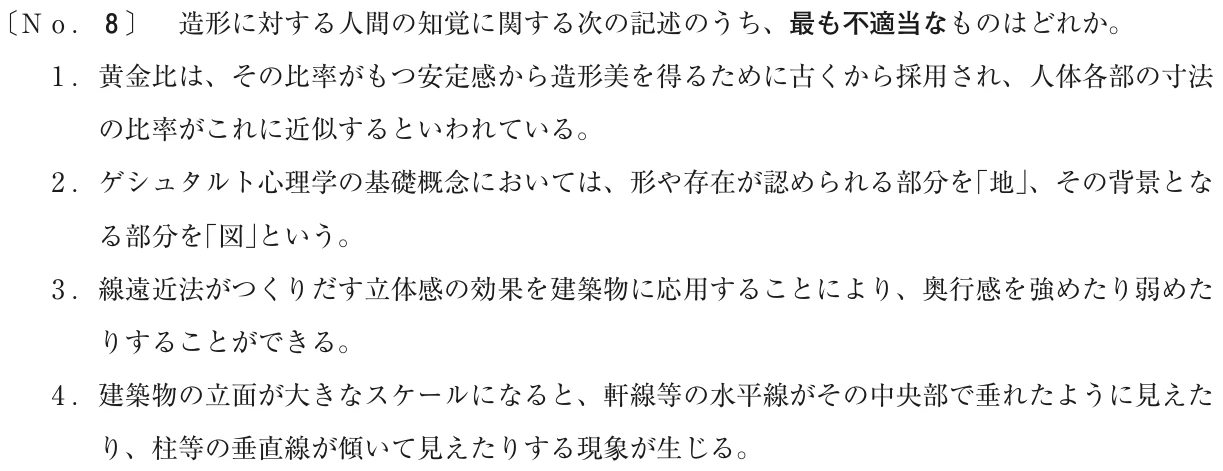 〔Ｎｏ．８〕　造形に対する人間の知覚に関する次の記述のうち、最も不適当なものはどれか。
１．黄金比は、その比率がもつ安定感から造形美を得るために古くから採用され、人体各部の寸法
の比率がこれに近似するといわれている。
２．ゲシュタルト心理学の基礎概念においては、形や存在が認められる部分を「地」、その背景とな
る部分を「図」という。
３．線遠近法がつくりだす立体感の効果を建築物に応用することにより、奥行感を強めたり弱めた
りすることができる。
４．建築物の立面が大きなスケールになると、軒線等の水平線がその中央部で垂れたように見えた
り、柱等の垂直線が傾いて見えたりする現象が生じる。